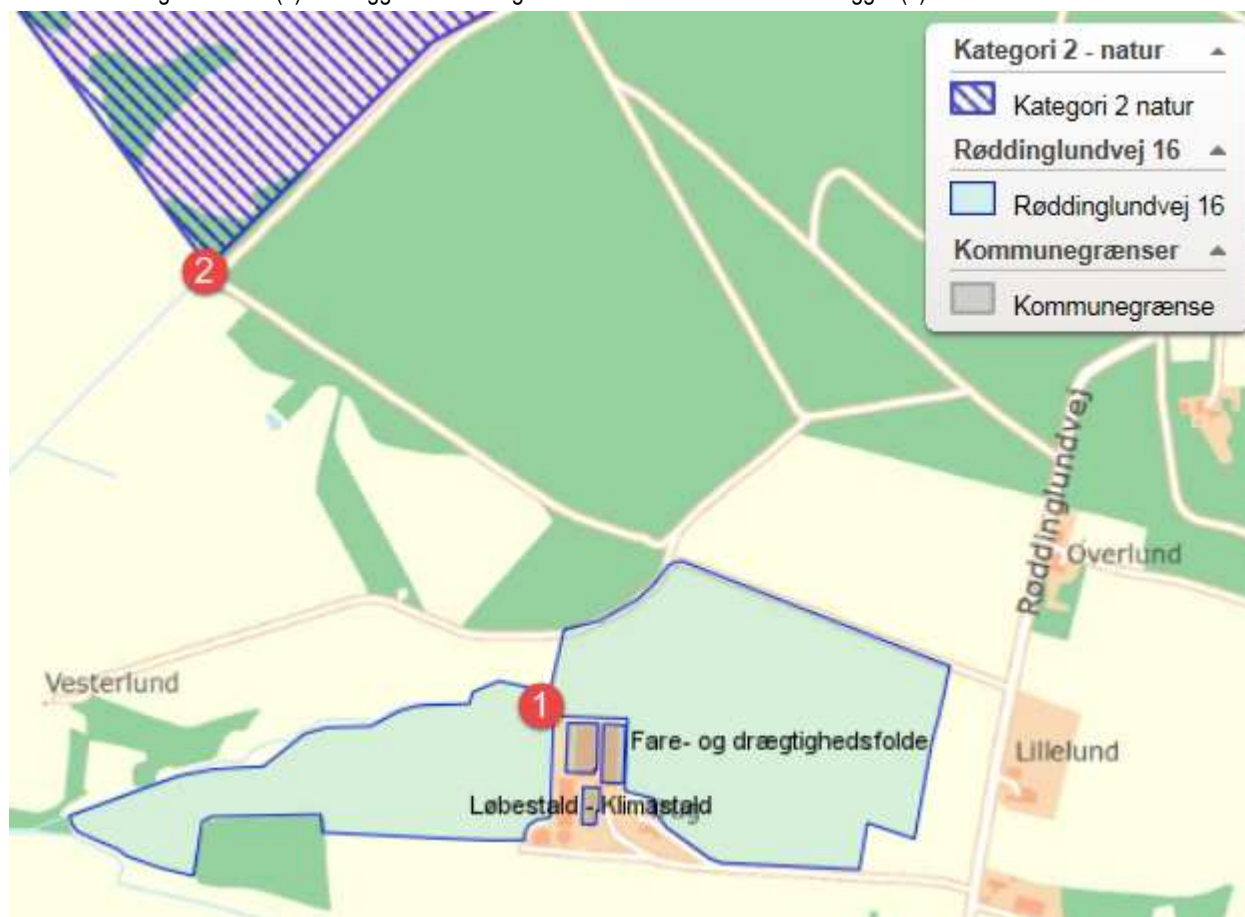 Kategori 2 - natur
Kategori 2 natur
Røddinglundvej 16
Røddinglundvej 16
Kommunegrænser
Kommunegrænse
2
Røddinglundvej
Overlund
Vesterlund
1
Fare- og drægtighedsfolde
Lillelund
Løbestald - Klimastald